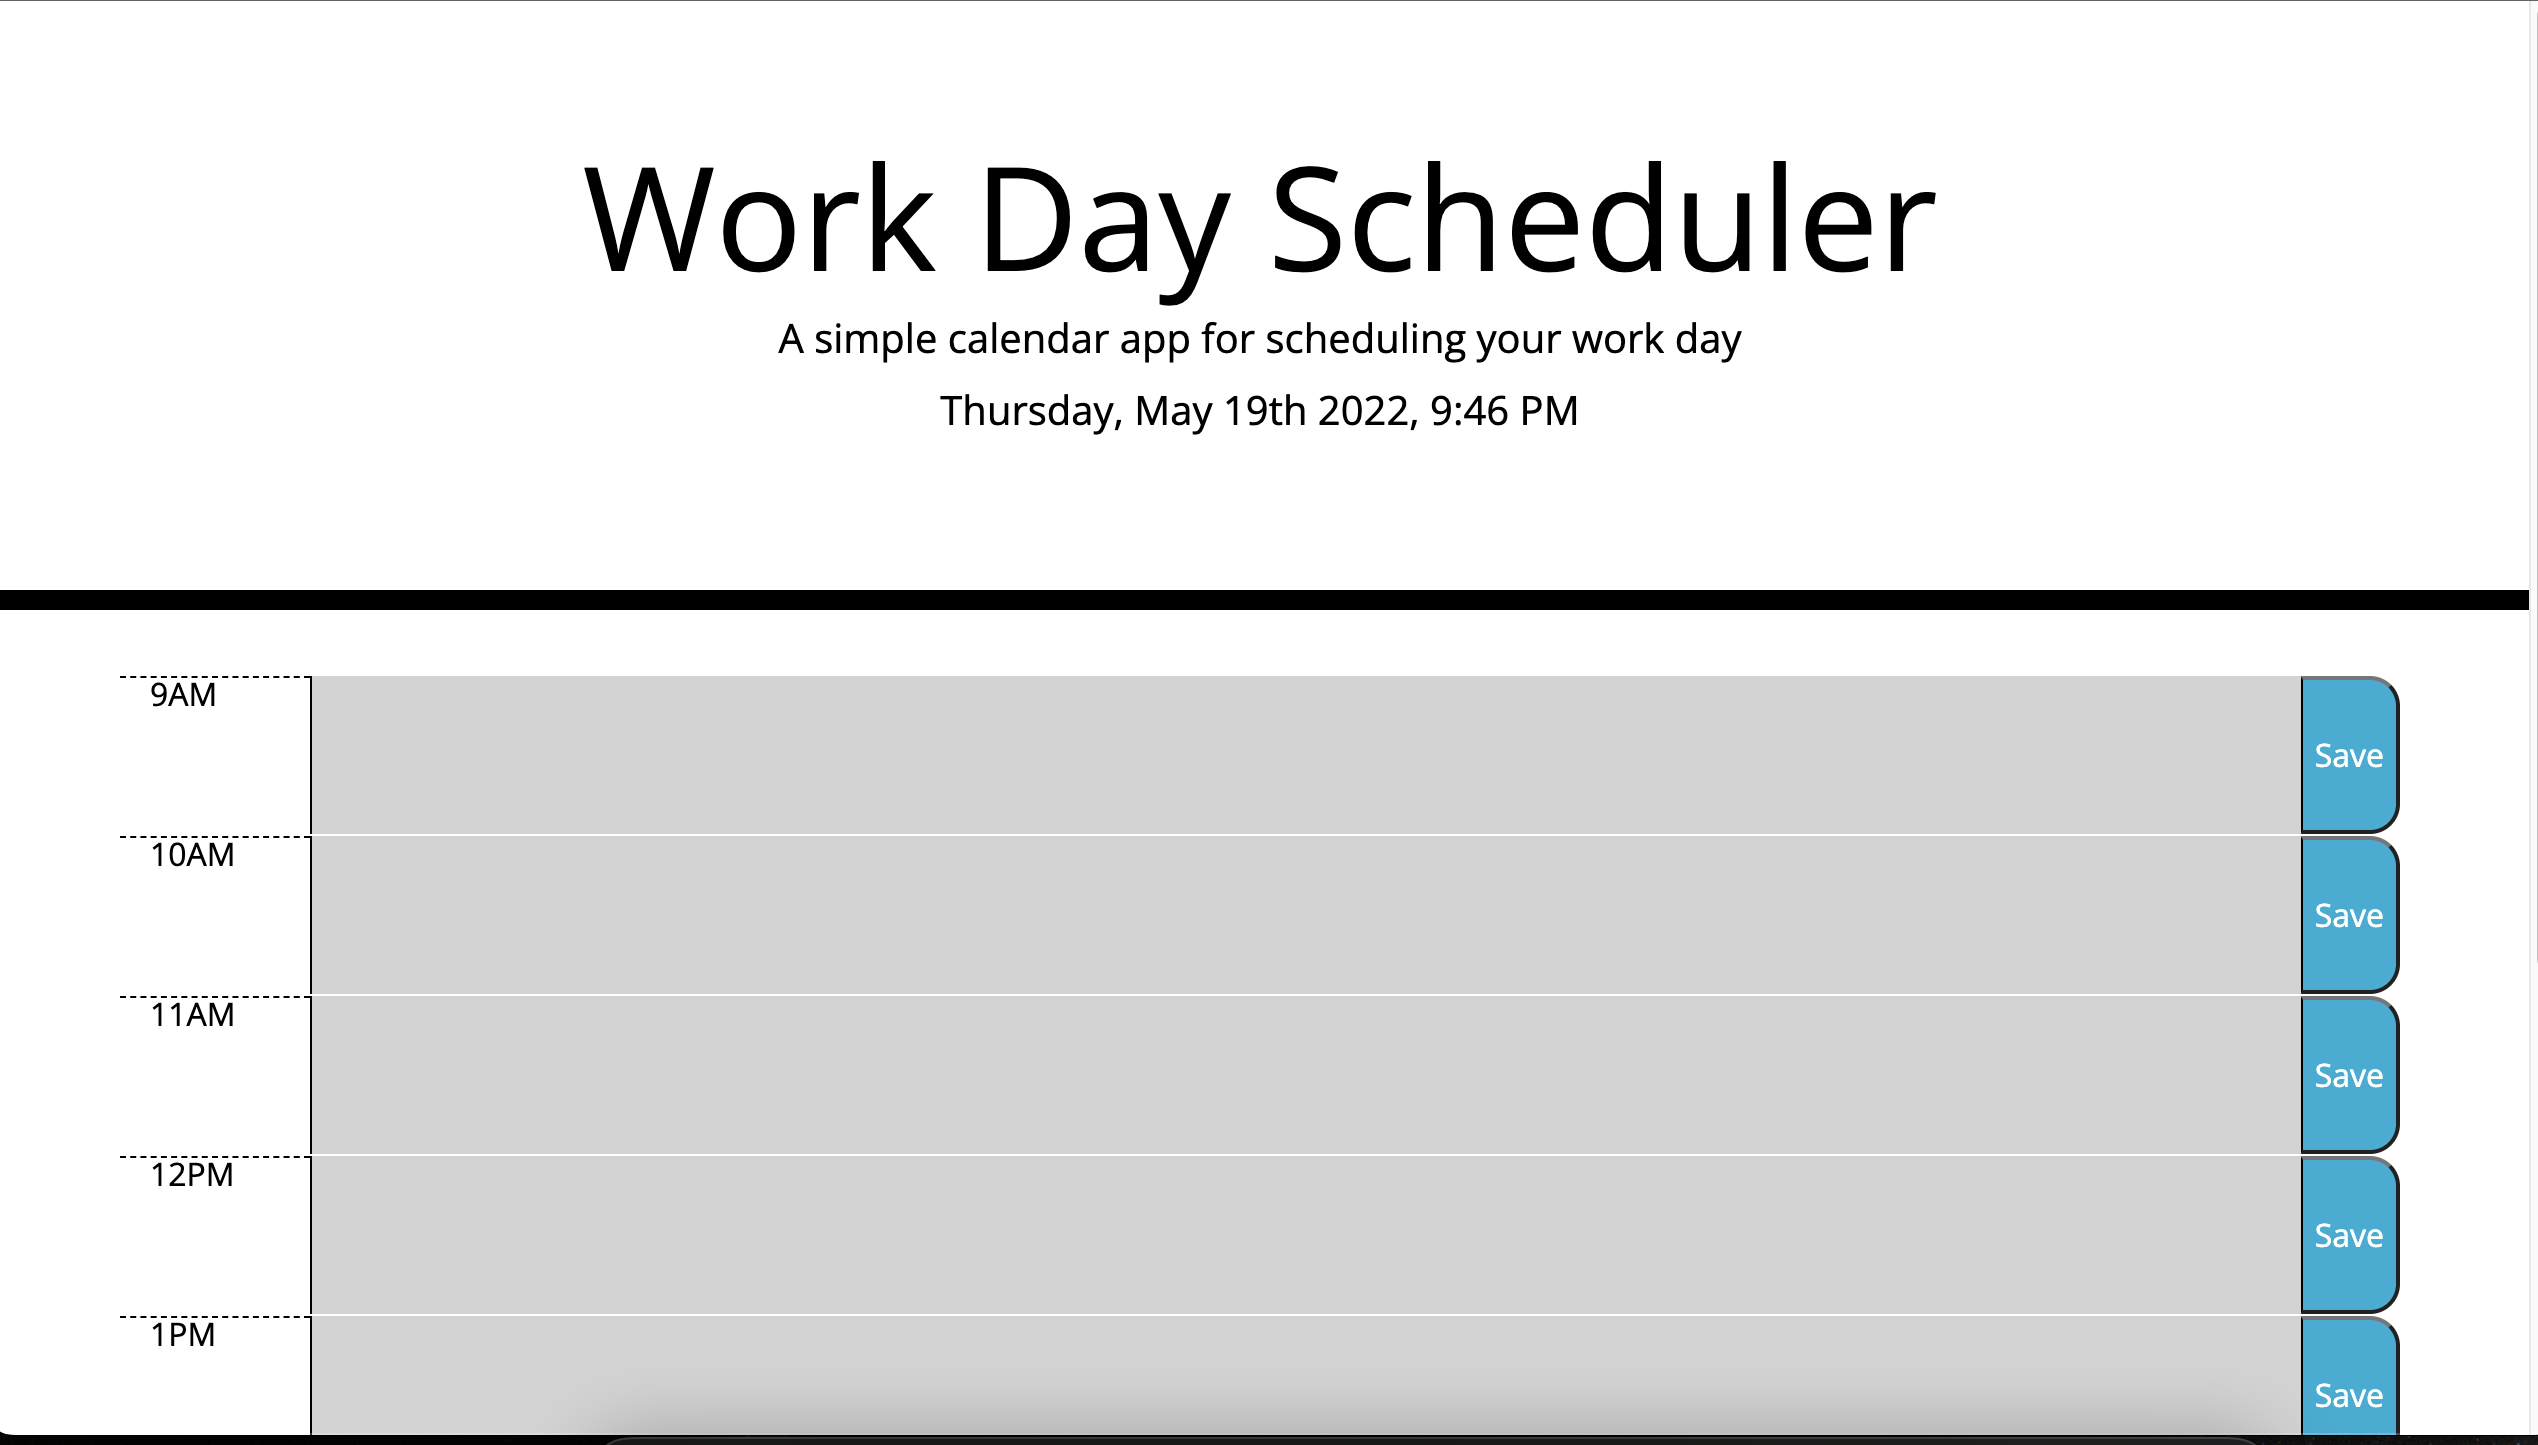 Work Day Scheduler
A simple calendar app for scheduling your work day
Thursday, May 19th 2022, 9:46 PM
9AM
Save
10AM
Save
11AM
Save
12PM
Save
1PM
Save